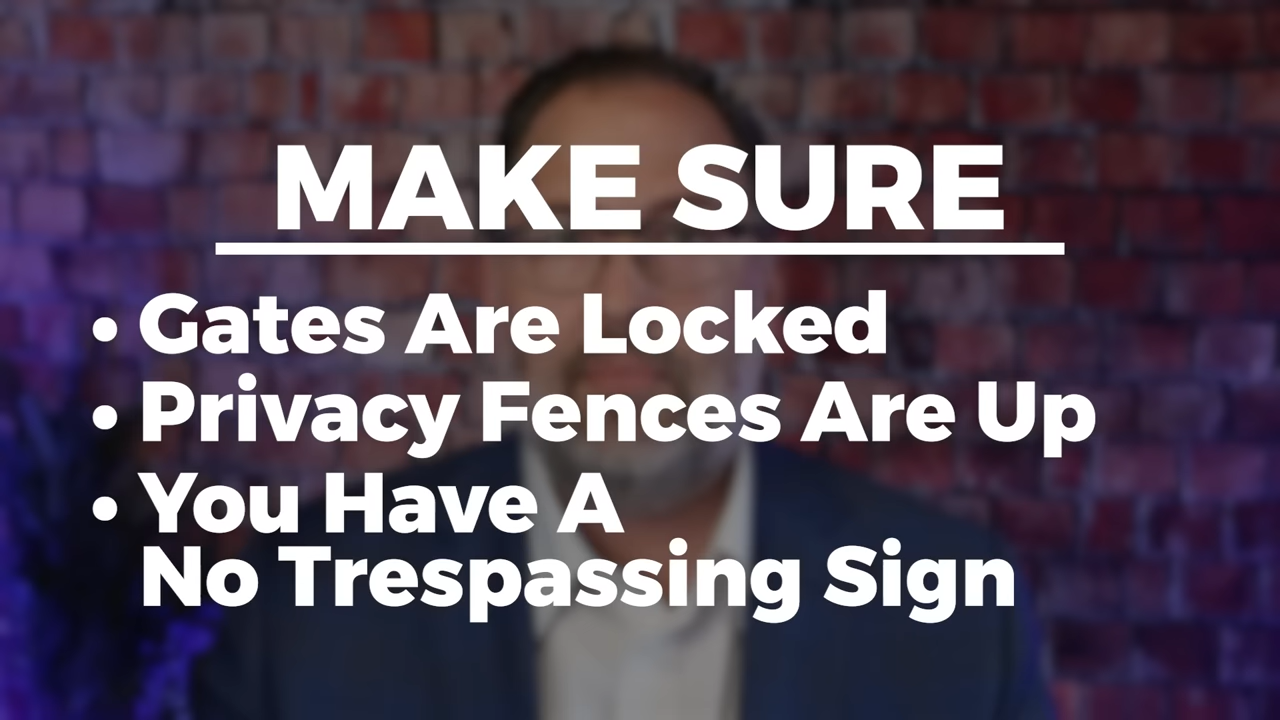 MAKE SURE
• Gates Are Locked
• Privacy Fences Are Up
• You Have A
No Trespassing Sign